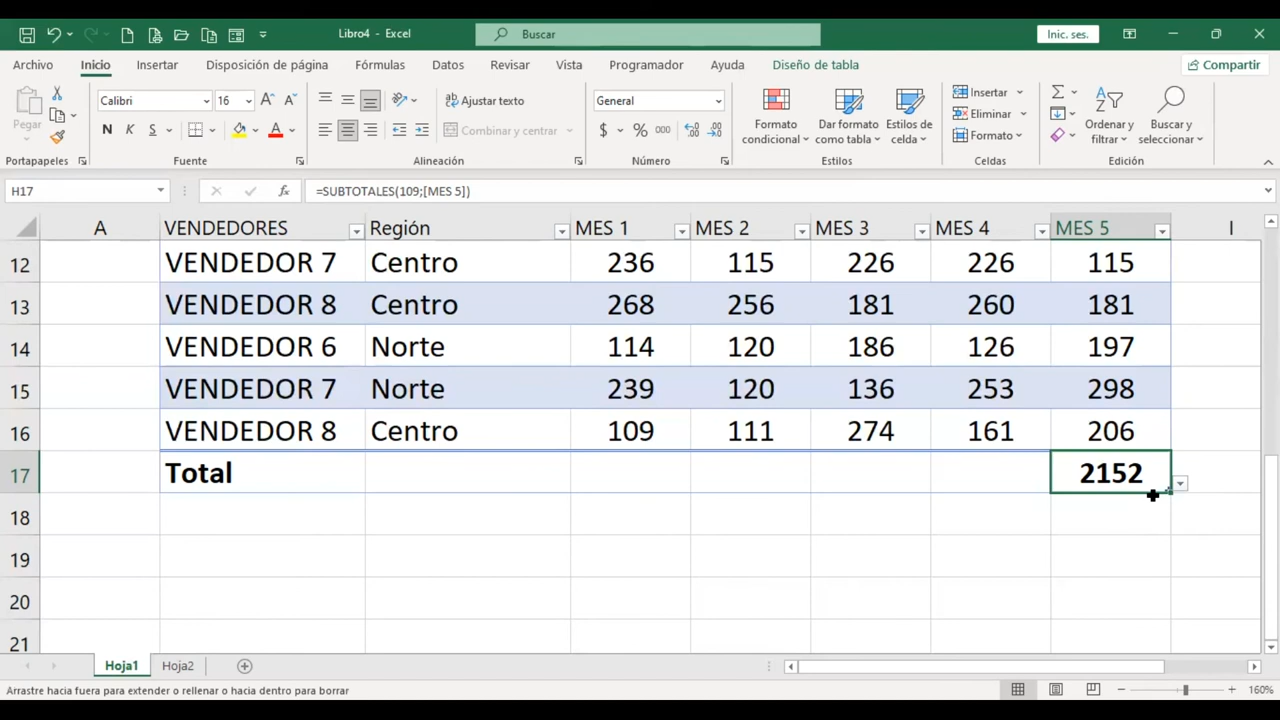 Libro4 - Excel
Buscar
Inic. ses.
Archivo Inicio Insertar Disposición de página Fórmulas Datos Revisar Vista Programador Ayuda Diseño de tabla Compartir
Pegar
Calibri 16
Ajustar texto
General
Formato condicional
Dar formato como tabla
Estilos de celda
Insertar
Eliminar
Formato
Ordenar y filtrar
Buscar y seleccionar
N K S
Combinar y centrar
$ % 000
Portapapeles Fuente Alineación Número Estilos Celdas Edición
H17 fx =SUBTOTALES(109;[MES 5])
A VENDEDORES Región MES 1 MES 2 MES 3 MES 4 MES 5 I
12 VENDEDOR 7 Centro 236 115 226 226 115
13 VENDEDOR 8 Centro 268 256 181 260 181
14 VENDEDOR 6 Norte 114 120 186 126 197
15 VENDEDOR 7 Norte 239 120 136 253 298
16 VENDEDOR 8 Centro 109 111 274 161 206
17 Total 2152
18
19
20
21
Hoja1 Hoja2
Arrastre hacia fuera para extender o rellenar o hacia dentro para borrar 160%